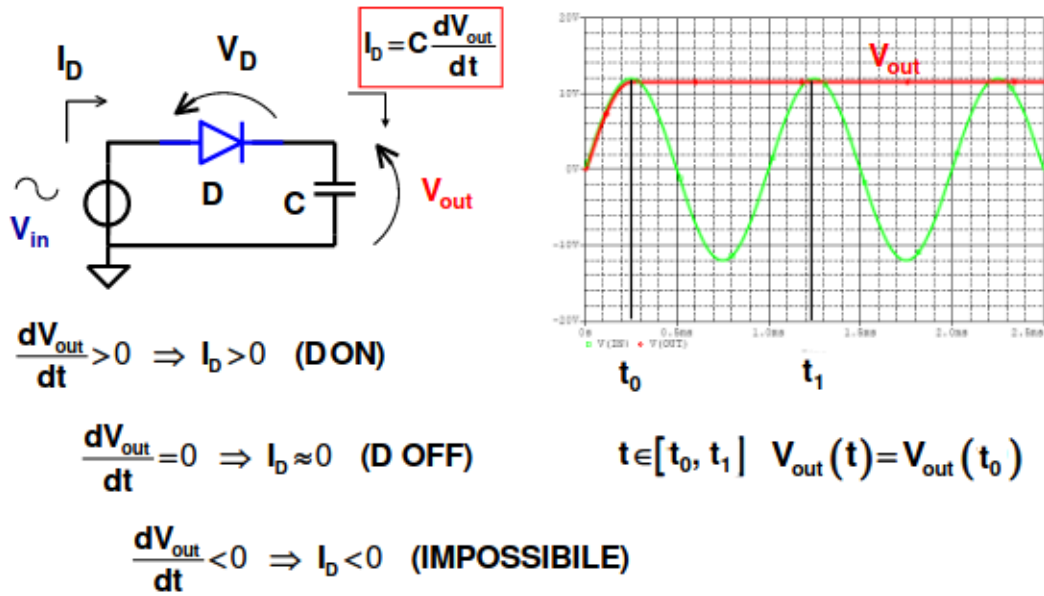 I_D
V_D
I_D = C dV_out/dt
D
C
V_in
V_out
20V
10V
0V
-10V
-20V
V_out
0s 0.5ms 1.0ms 1.5ms 2.0ms 2.5ms
V(IN) V(OUT)
t_0 t_1
dV_out/dt >0 ⇒ I_D >0 (D ON)
dV_out/dt =0 ⇒ I_D ≈0 (D OFF)
t∈[t_0, t_1] V_out(t)=V_out(t_0)
dV_out/dt <0 ⇒ I_D <0 (IMPOSSIBILE)